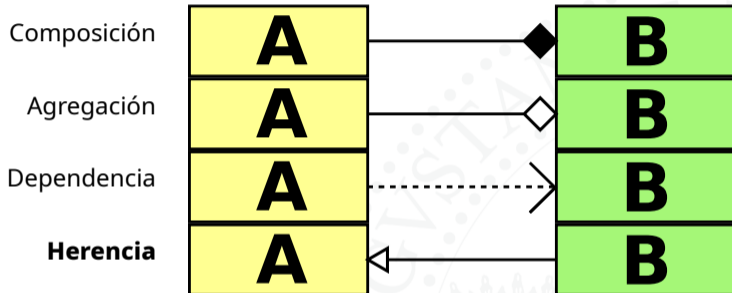 Composición A B
Agregación A B
Dependencia A B
Herencia A B